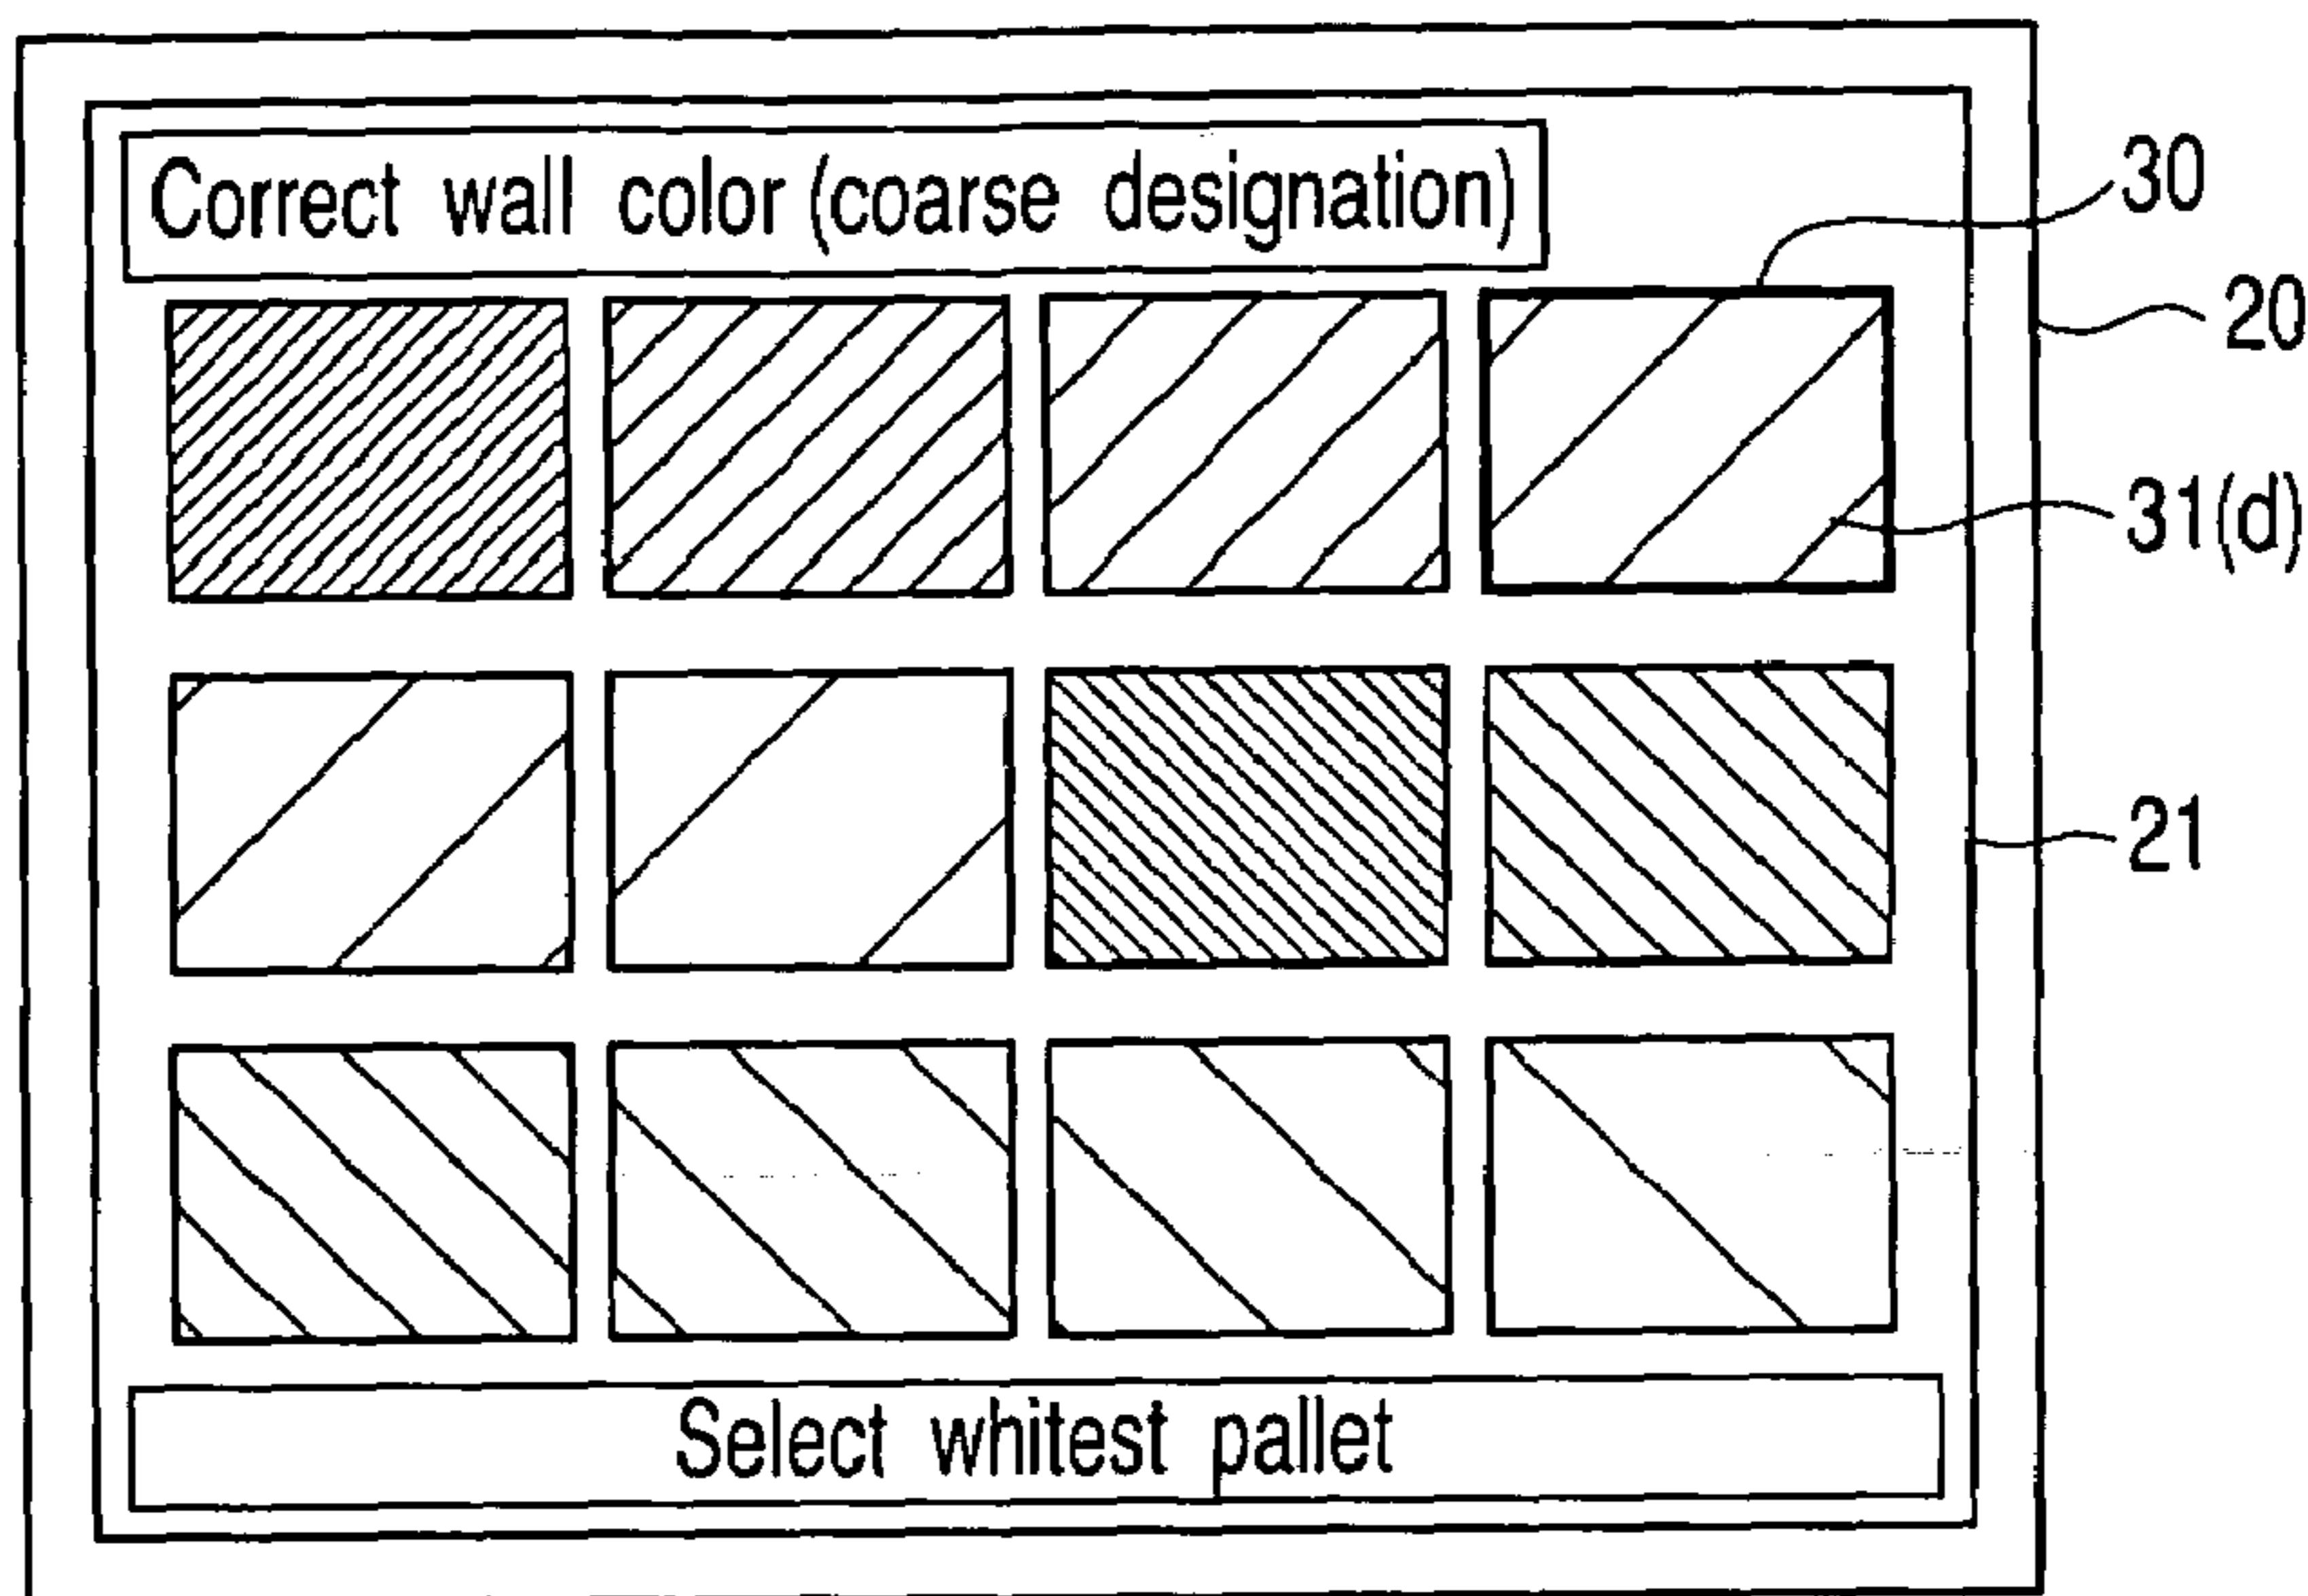 Correct wall color (coarse designation)
30
20
31(d)
21
Select whitest pallet